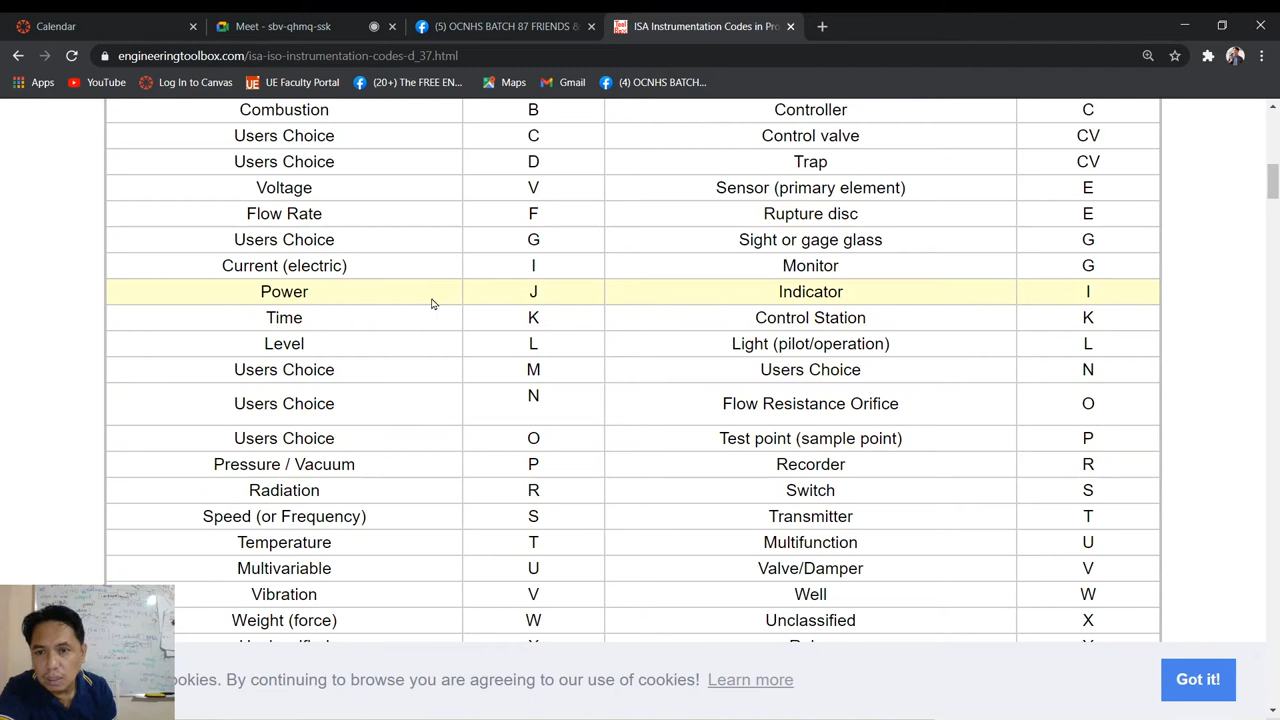 Calendar
Meet - sbv-qhmq-ssk
(5) OCNHS BATCH 87 FRIENDS &
ISA Instrumentation Codes in Pro
engineeringtoolbox.com/isa-iso-instrumentation-codes-d_37.html
Apps YouTube Log In to Canvas UE UE Faculty Portal (20+) The FREE EN... Maps Gmail (4) OCNHS BATCH...
Combustion B Controller C
Users Choice C Control valve CV
Users Choice D Trap CV
Voltage V Sensor (primary element) E
Flow Rate F Rupture disc E
Users Choice G Sight or gage glass G
Current (electric) I Monitor G
Power J Indicator I
Time K Control Station K
Level L Light (pilot/operation) L
Users Choice M Users Choice N
Users Choice N Flow Resistance Orifice O
Users Choice O Test point (sample point) P
Pressure / Vacuum P Recorder R
Radiation R Switch S
Speed (or Frequency) S Transmitter T
Temperature T Multifunction U
Multivariable U Valve/Damper V
Vibration V Well W
Weight (force) W Unclassified X
ookies. By continuing to browse you are agreeing to our use of cookies! Learn more
Got it!